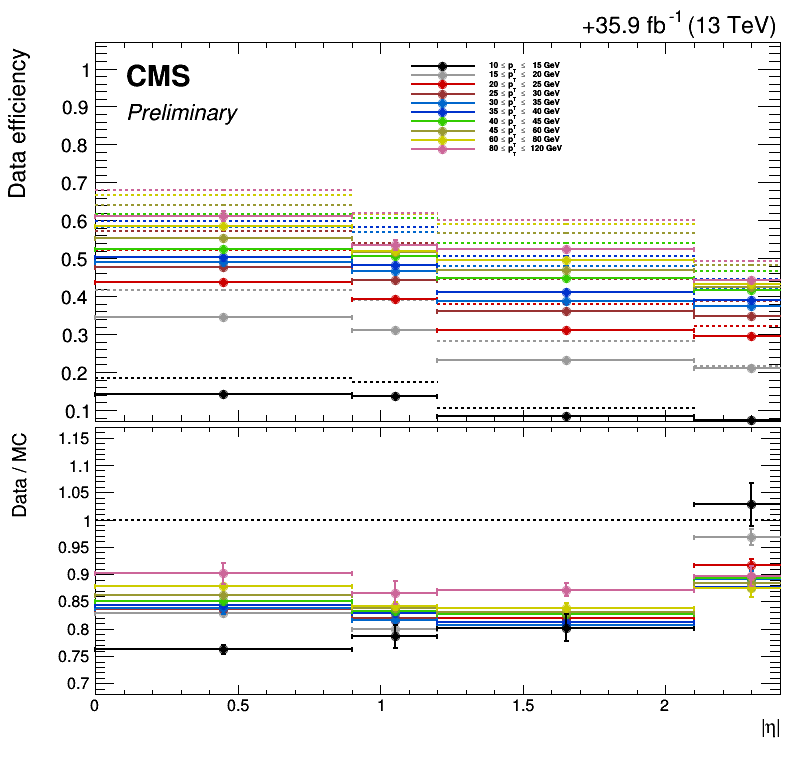 +35.9 fb⁻¹ (13 TeV)
CMS
Preliminary
10 ≤ p_T ≤ 15 GeV
15 ≤ p_T ≤ 20 GeV
20 ≤ p_T ≤ 25 GeV
25 ≤ p_T ≤ 30 GeV
30 ≤ p_T ≤ 35 GeV
35 ≤ p_T ≤ 40 GeV
40 ≤ p_T ≤ 45 GeV
45 ≤ p_T ≤ 60 GeV
60 ≤ p_T ≤ 80 GeV
80 ≤ p_T ≤ 120 GeV
Data efficiency
1
0.9
0.8
0.7
0.6
0.5
0.4
0.3
0.2
0.1
Data / MC
1.15
1.1
1.05
1
0.95
0.9
0.85
0.8
0.75
0.7
0 0.5 1 1.5 2
|η|